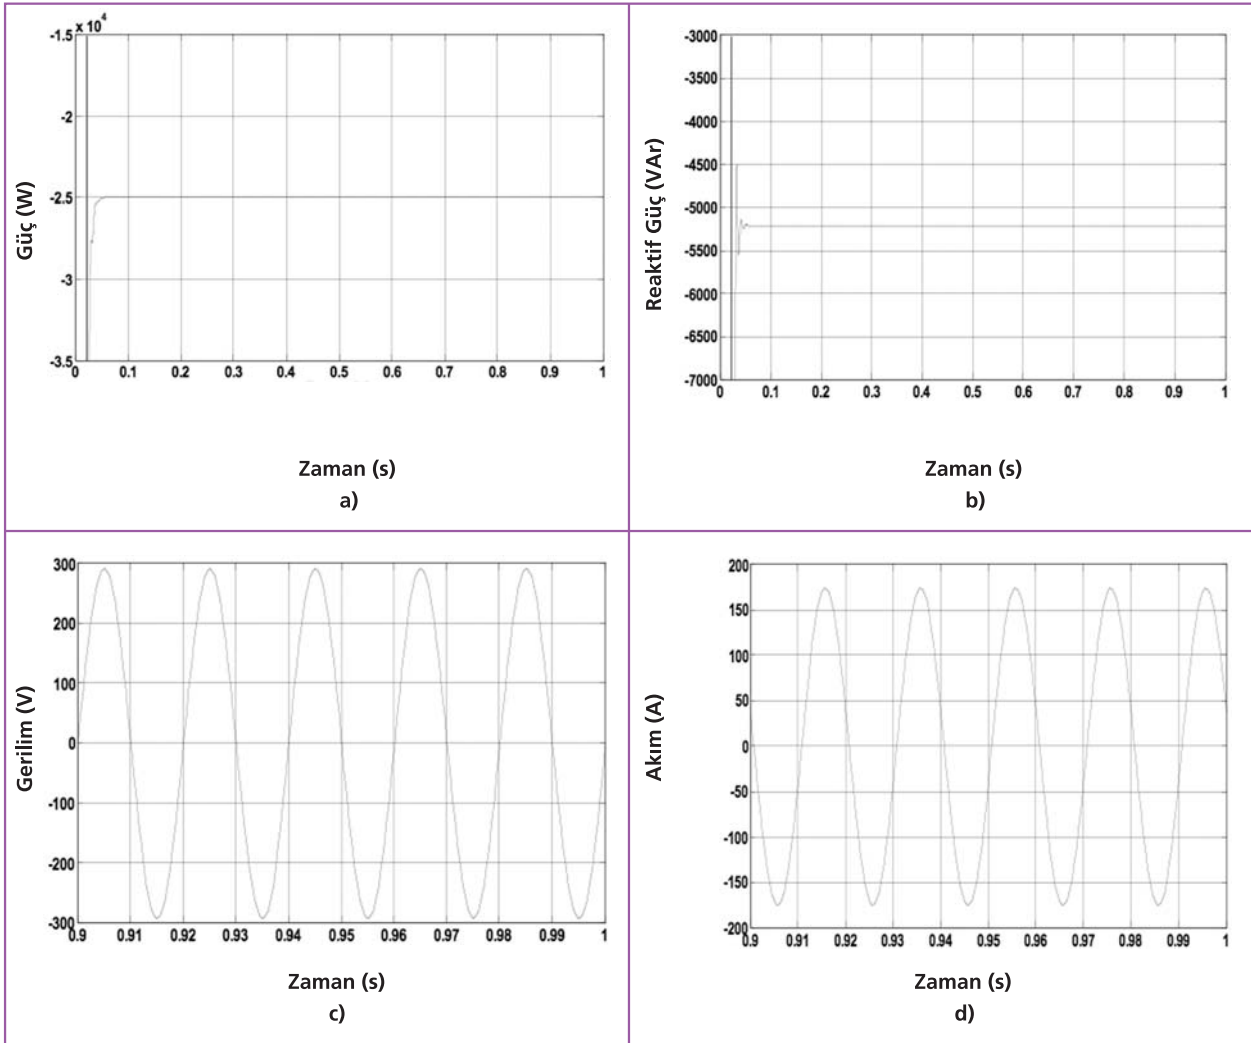 x 10⁴
-1.5
-2
-2.5
-3
-3.5
0 0.1 0.2 0.3 0.4 0.5 0.6 0.7 0.8 0.9 1
Güç (W)
Zaman (s)
a)
-3000
-3500
-4000
-4500
-5000
-5500
-6000
-6500
-7000
0 0.1 0.2 0.3 0.4 0.5 0.6 0.7 0.8 0.9 1
Reaktif Güç (VAr)
Zaman (s)
b)
300
200
100
0
-100
-200
-300
0.9 0.91 0.92 0.93 0.94 0.95 0.96 0.97 0.98 0.99 1
Gerilim (V)
Zaman (s)
c)
200
150
100
50
0
-50
-100
-150
-200
0.9 0.91 0.92 0.93 0.94 0.95 0.96 0.97 0.98 0.99 1
Akım (A)
Zaman (s)
d)